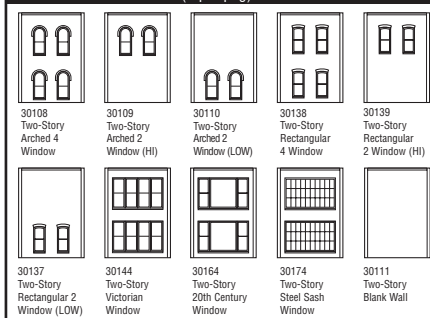 30108
Two-Story
Arched 4
Window
30109
Two-Story
Arched 2
Window (HI)
30110
Two-Story
Arched 2
Window (LOW)
30138
Two-Story
Rectangular
4 Window
30139
Two-Story
Rectangular
2 Window (HI)
30137
Two-Story
Rectangular 2
Window (LOW)
30144
Two-Story
Victorian
Window
30164
Two-Story
20th Century
Window
30174
Two-Story
Steel Sash
Window
30111
Two-Story
Blank Wall